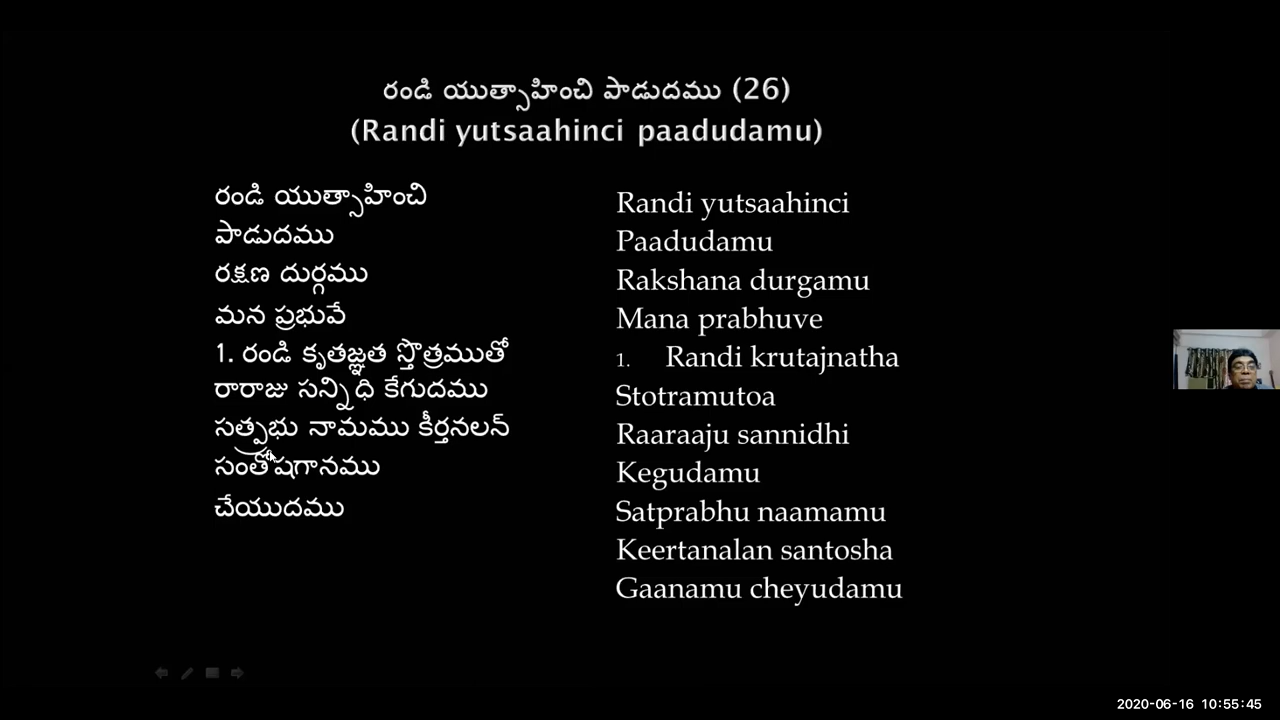 రండి యుత్సాహించి పాడుదము (26)
(Randi yutsaahinci paadudamu)
రండి యుత్సాహించి
పాడుదము
రక్షణ దుర్గము
మన ప్రభువే
1. రండి కృతజ్ఞత స్తొత్రముతో
రారాజు సన్నిధి కేగుదము
సత్ప్రభు నామము కీర్తనలన్
సంతోషగానము
చేయుదము
Randi yutsaahinci
Paadudamu
Rakshana durgamu
Mana prabhuve
1. Randi krutajnatha
Stotramutoa
Raaraaju sannidhi
Kegudamu
Satprabhu naamamu
Keertanalan santosha
Gaanamu cheyudamu
2020-06-16 10:55:45